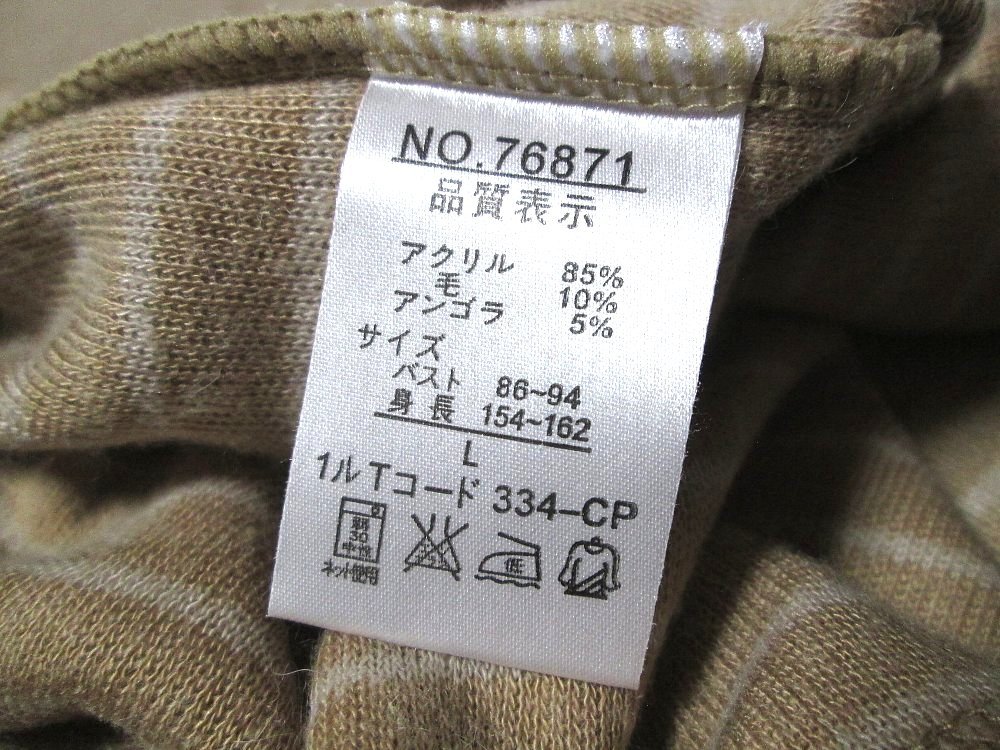 NO.76871
品質表示
アクリル 85%
毛 10%
アンゴラ 5%
サイズ
バスト 86~94
身長 154~162
L
1ルTコード 334-CP
弱
30
中性
ネット使用
低